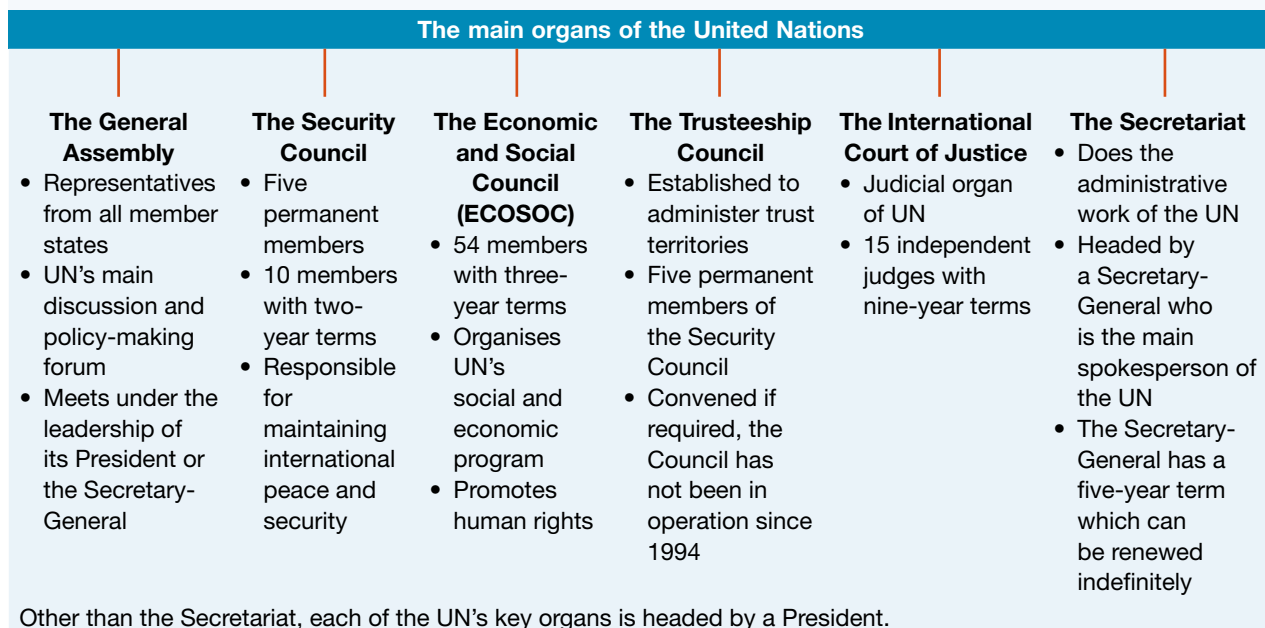 The main organs of the United Nations
The General
Assembly
• Representatives
from all member
states
• UN's main
discussion and
policy-making
forum
• Meets under the
leadership of
its President or
the Secretary-
General
The Security
Council
• Five
permanent
members
• 10 members
with two-
year terms
• Responsible
for
maintaining
international
peace and
security
The Economic
and Social
Council
(ECOSOC)
• 54 members
with three-
year terms
• Organises
UN's
social and
economic
program
• Promotes
human rights
The Trusteeship
Council
• Established to
administer trust
territories
• Five permanent
members of
the Security
Council
• Convened if
required, the
Council has
not been in
operation since
1994
The International
Court of Justice
• Judicial organ
of UN
• 15 independent
judges with
nine-year terms
The Secretariat
• Does the
administrative
work of the UN
• Headed by
a Secretary-
General who
is the main
spokesperson of
the UN
• The Secretary-
General has a
five-year term
which can
be renewed
indefinitely
Other than the Secretariat, each of the UN's key organs is headed by a President.